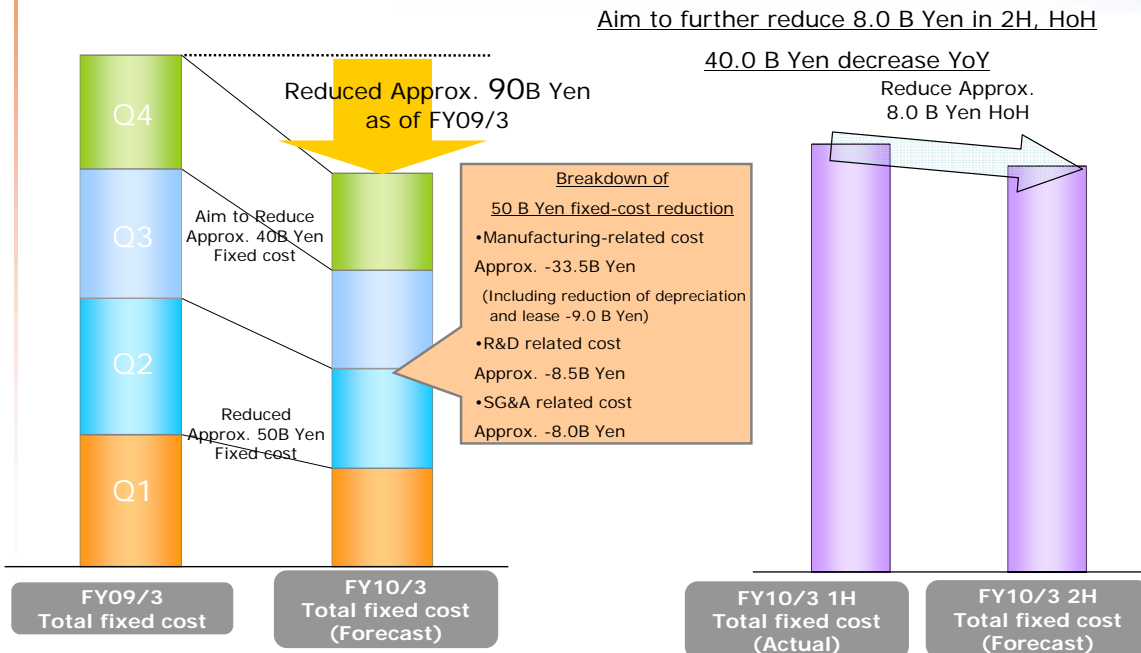 Aim to further reduce 8.0 B Yen in 2H, HoH
40.0 B Yen decrease YoY
Reduced Approx. 90B Yen
as of FY09/3
Q4
Q3
Q2
Q1
Aim to Reduce
Approx. 40B Yen
Fixed cost
Reduced
Approx. 50B Yen
Fixed cost
Breakdown of
50 B Yen fixed-cost reduction
•Manufacturing-related cost
Approx. -33.5B Yen
(Including reduction of depreciation
and lease -9.0 B Yen)
•R&D related cost
Approx. -8.5B Yen
•SG&A related cost
Approx. -8.0B Yen
Reduce Approx.
8.0 B Yen HoH
FY09/3
Total fixed cost
FY10/3
Total fixed cost
(Forecast)
FY10/3 1H
Total fixed cost
(Actual)
FY10/3 2H
Total fixed cost
(Forecast)